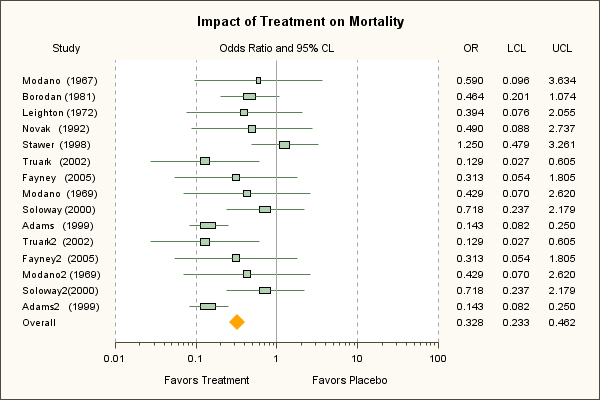 Impact of Treatment on Mortality
Study Odds Ratio and 95% CL OR LCL UCL
Modano (1967) 0.590 0.096 3.634
Borodan (1981) 0.464 0.201 1.074
Leighton (1972) 0.394 0.076 2.055
Novak (1992) 0.490 0.088 2.737
Stawer (1998) 1.250 0.479 3.261
Truark (2002) 0.129 0.027 0.605
Fayney (2005) 0.313 0.054 1.805
Modano (1969) 0.429 0.070 2.620
Soloway (2000) 0.718 0.237 2.179
Adams (1999) 0.143 0.082 0.250
Truark2 (2002) 0.129 0.027 0.605
Fayney2 (2005) 0.313 0.054 1.805
Modano2 (1969) 0.429 0.070 2.620
Soloway2(2000) 0.718 0.237 2.179
Adams2 (1999) 0.143 0.082 0.250
Overall 0.328 0.233 0.462
0.01 0.1 1 10 100
Favors Treatment Favors Placebo